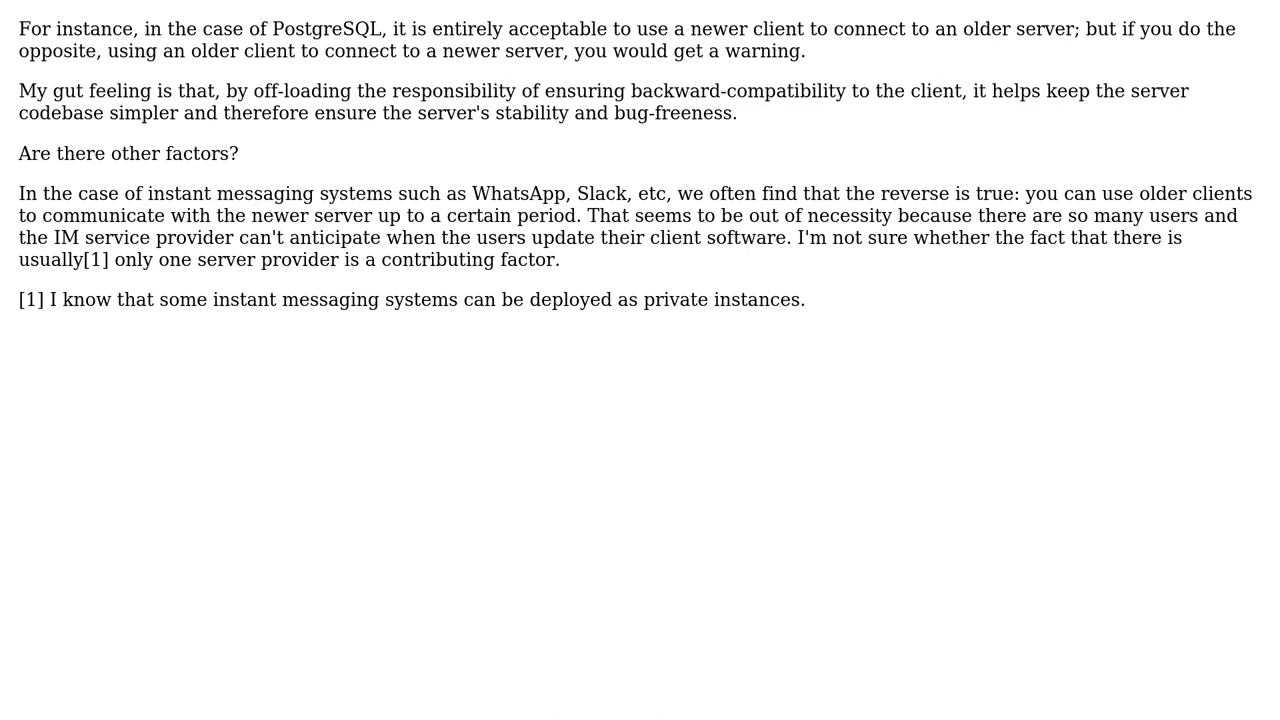 For instance, in the case of PostgreSQL, it is entirely acceptable to use a newer client to connect to an older server; but if you do the
opposite, using an older client to connect to a newer server, you would get a warning.
My gut feeling is that, by off-loading the responsibility of ensuring backward-compatibility to the client, it helps keep the server
codebase simpler and therefore ensure the server's stability and bug-freeness.
Are there other factors?
In the case of instant messaging systems such as WhatsApp, Slack, etc, we often find that the reverse is true: you can use older clients
to communicate with the newer server up to a certain period. That seems to be out of necessity because there are so many users and
the IM service provider can't anticipate when the users update their client software. I'm not sure whether the fact that there is
usually[1] only one server provider is a contributing factor.
[1] I know that some instant messaging systems can be deployed as private instances.